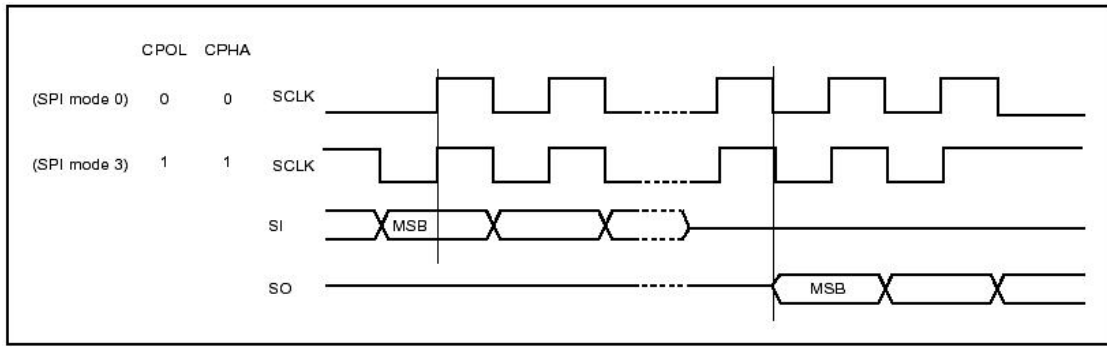 CPOL CPHA
(SPI mode 0) 0 0 SCLK
(SPI mode 3) 1 1 SCLK
SI MSB
SO MSB